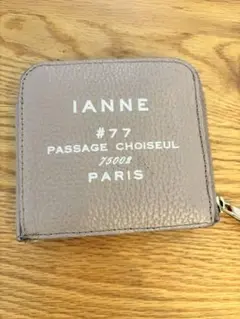 IANNE
#77
PASSAGE CHOISEUL
75002
PARIS